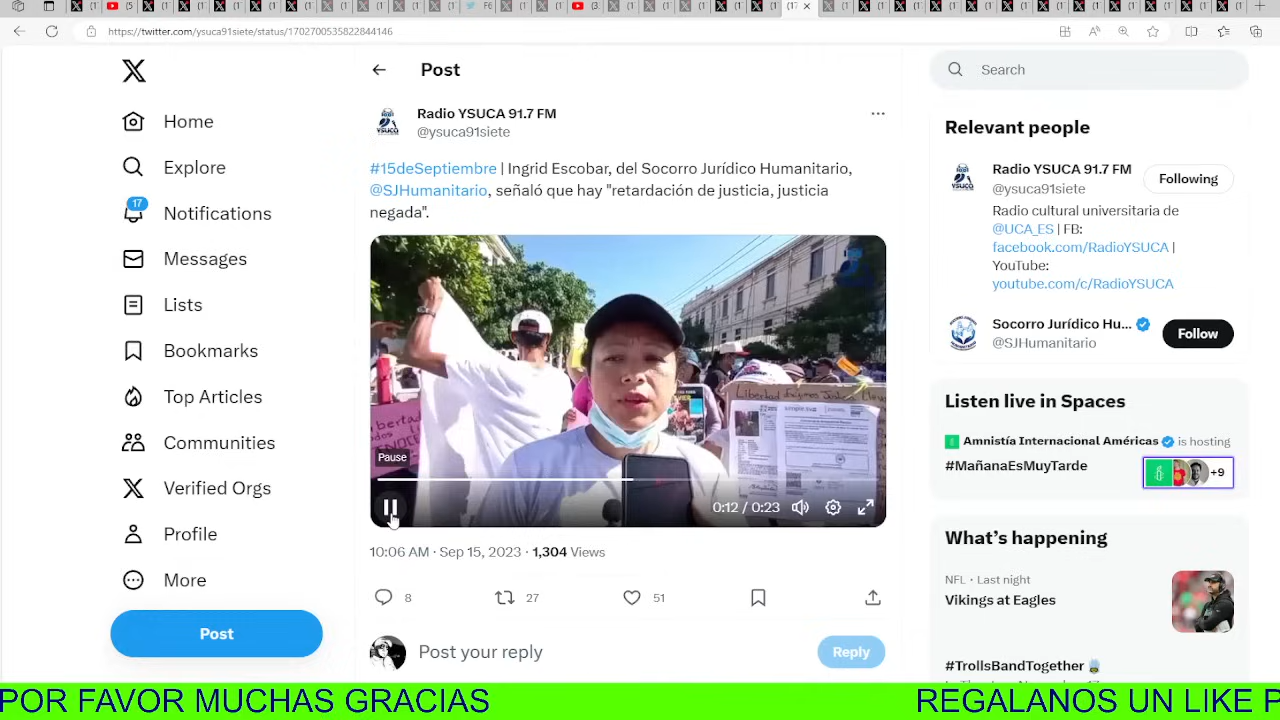 https://twitter.com/ysuca91siete/status/1702700535822844146
Post
Search
Home
Explore
17
Notifications
Messages
Lists
Bookmarks
Top Articles
Communities
Verified Orgs
Profile
More
Post
Radio YSUCA 91.7 FM
@ysuca91siete
#15deSeptiembre | Ingrid Escobar, del Socorro Jurídico Humanitario,
@SJHumanitario, señaló que hay "retardación de justicia, justicia
negada".
Pause
0:12 / 0:23
10:06 AM · Sep 15, 2023 · 1,304 Views
8
27
51
Post your reply
Reply
Relevant people
Radio YSUCA 91.7 FM
@ysuca91siete
Following
Radio cultural universitaria de
@UCA_ES | FB:
facebook.com/RadioYSUCA |
YouTube:
youtube.com/c/RadioYSUCA
Socorro Jurídico Hu...
@SJHumanitario
Follow
Listen live in Spaces
Amnistía Internacional Américas is hosting
#MañanaEsMuyTarde
+9
What's happening
NFL · Last night
Vikings at Eagles
#TrollsBandTogether
POR FAVOR MUCHAS GRACIAS
REGALANOS UN LIKE P